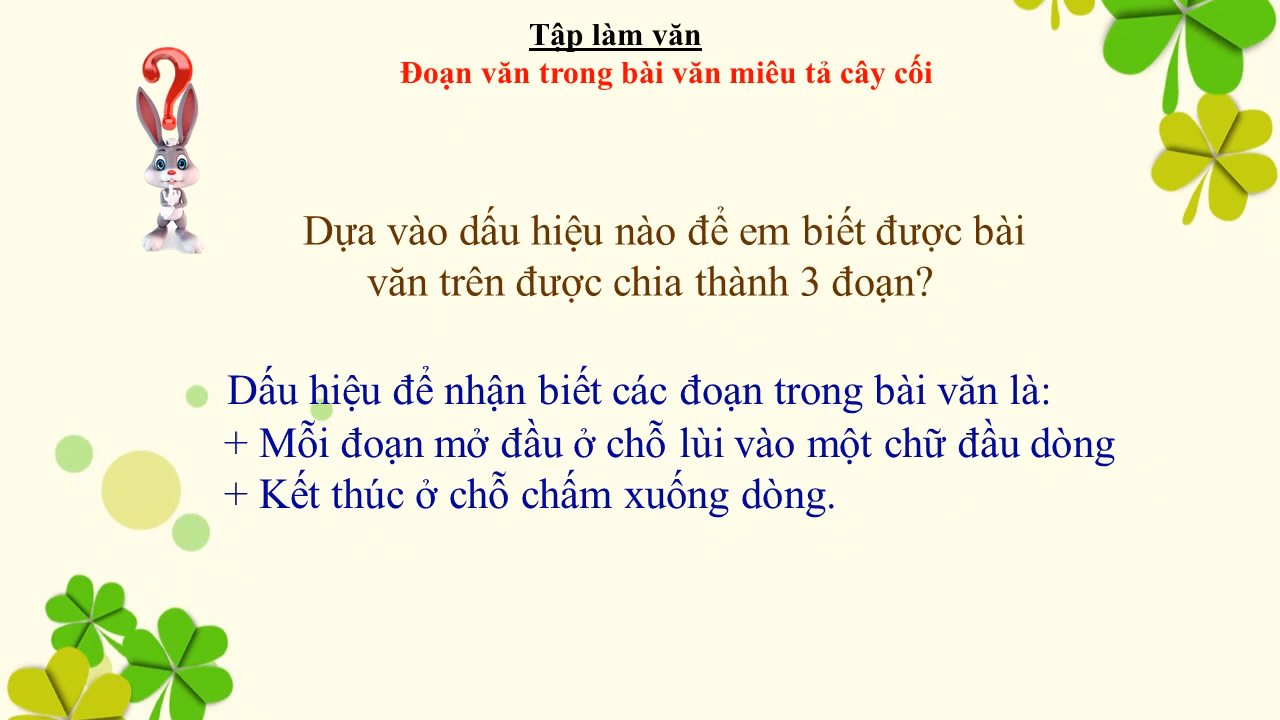 Tập làm văn
Đoạn văn trong bài văn miêu tả cây cối
Dựa vào dấu hiệu nào để em biết được bài
văn trên được chia thành 3 đoạn?
Dấu hiệu để nhận biết các đoạn trong bài văn là:
+ Mỗi đoạn mở đầu ở chỗ lùi vào một chữ đầu dòng
+ Kết thúc ở chỗ chấm xuống dòng.